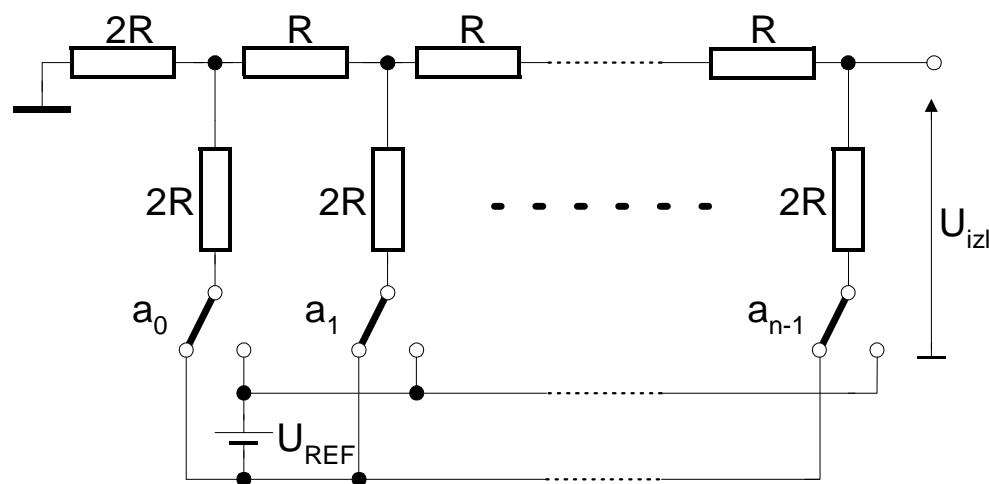 2R R R R
2R 2R 2R
U_izl
a_0 a_1 a_n-1
U_REF